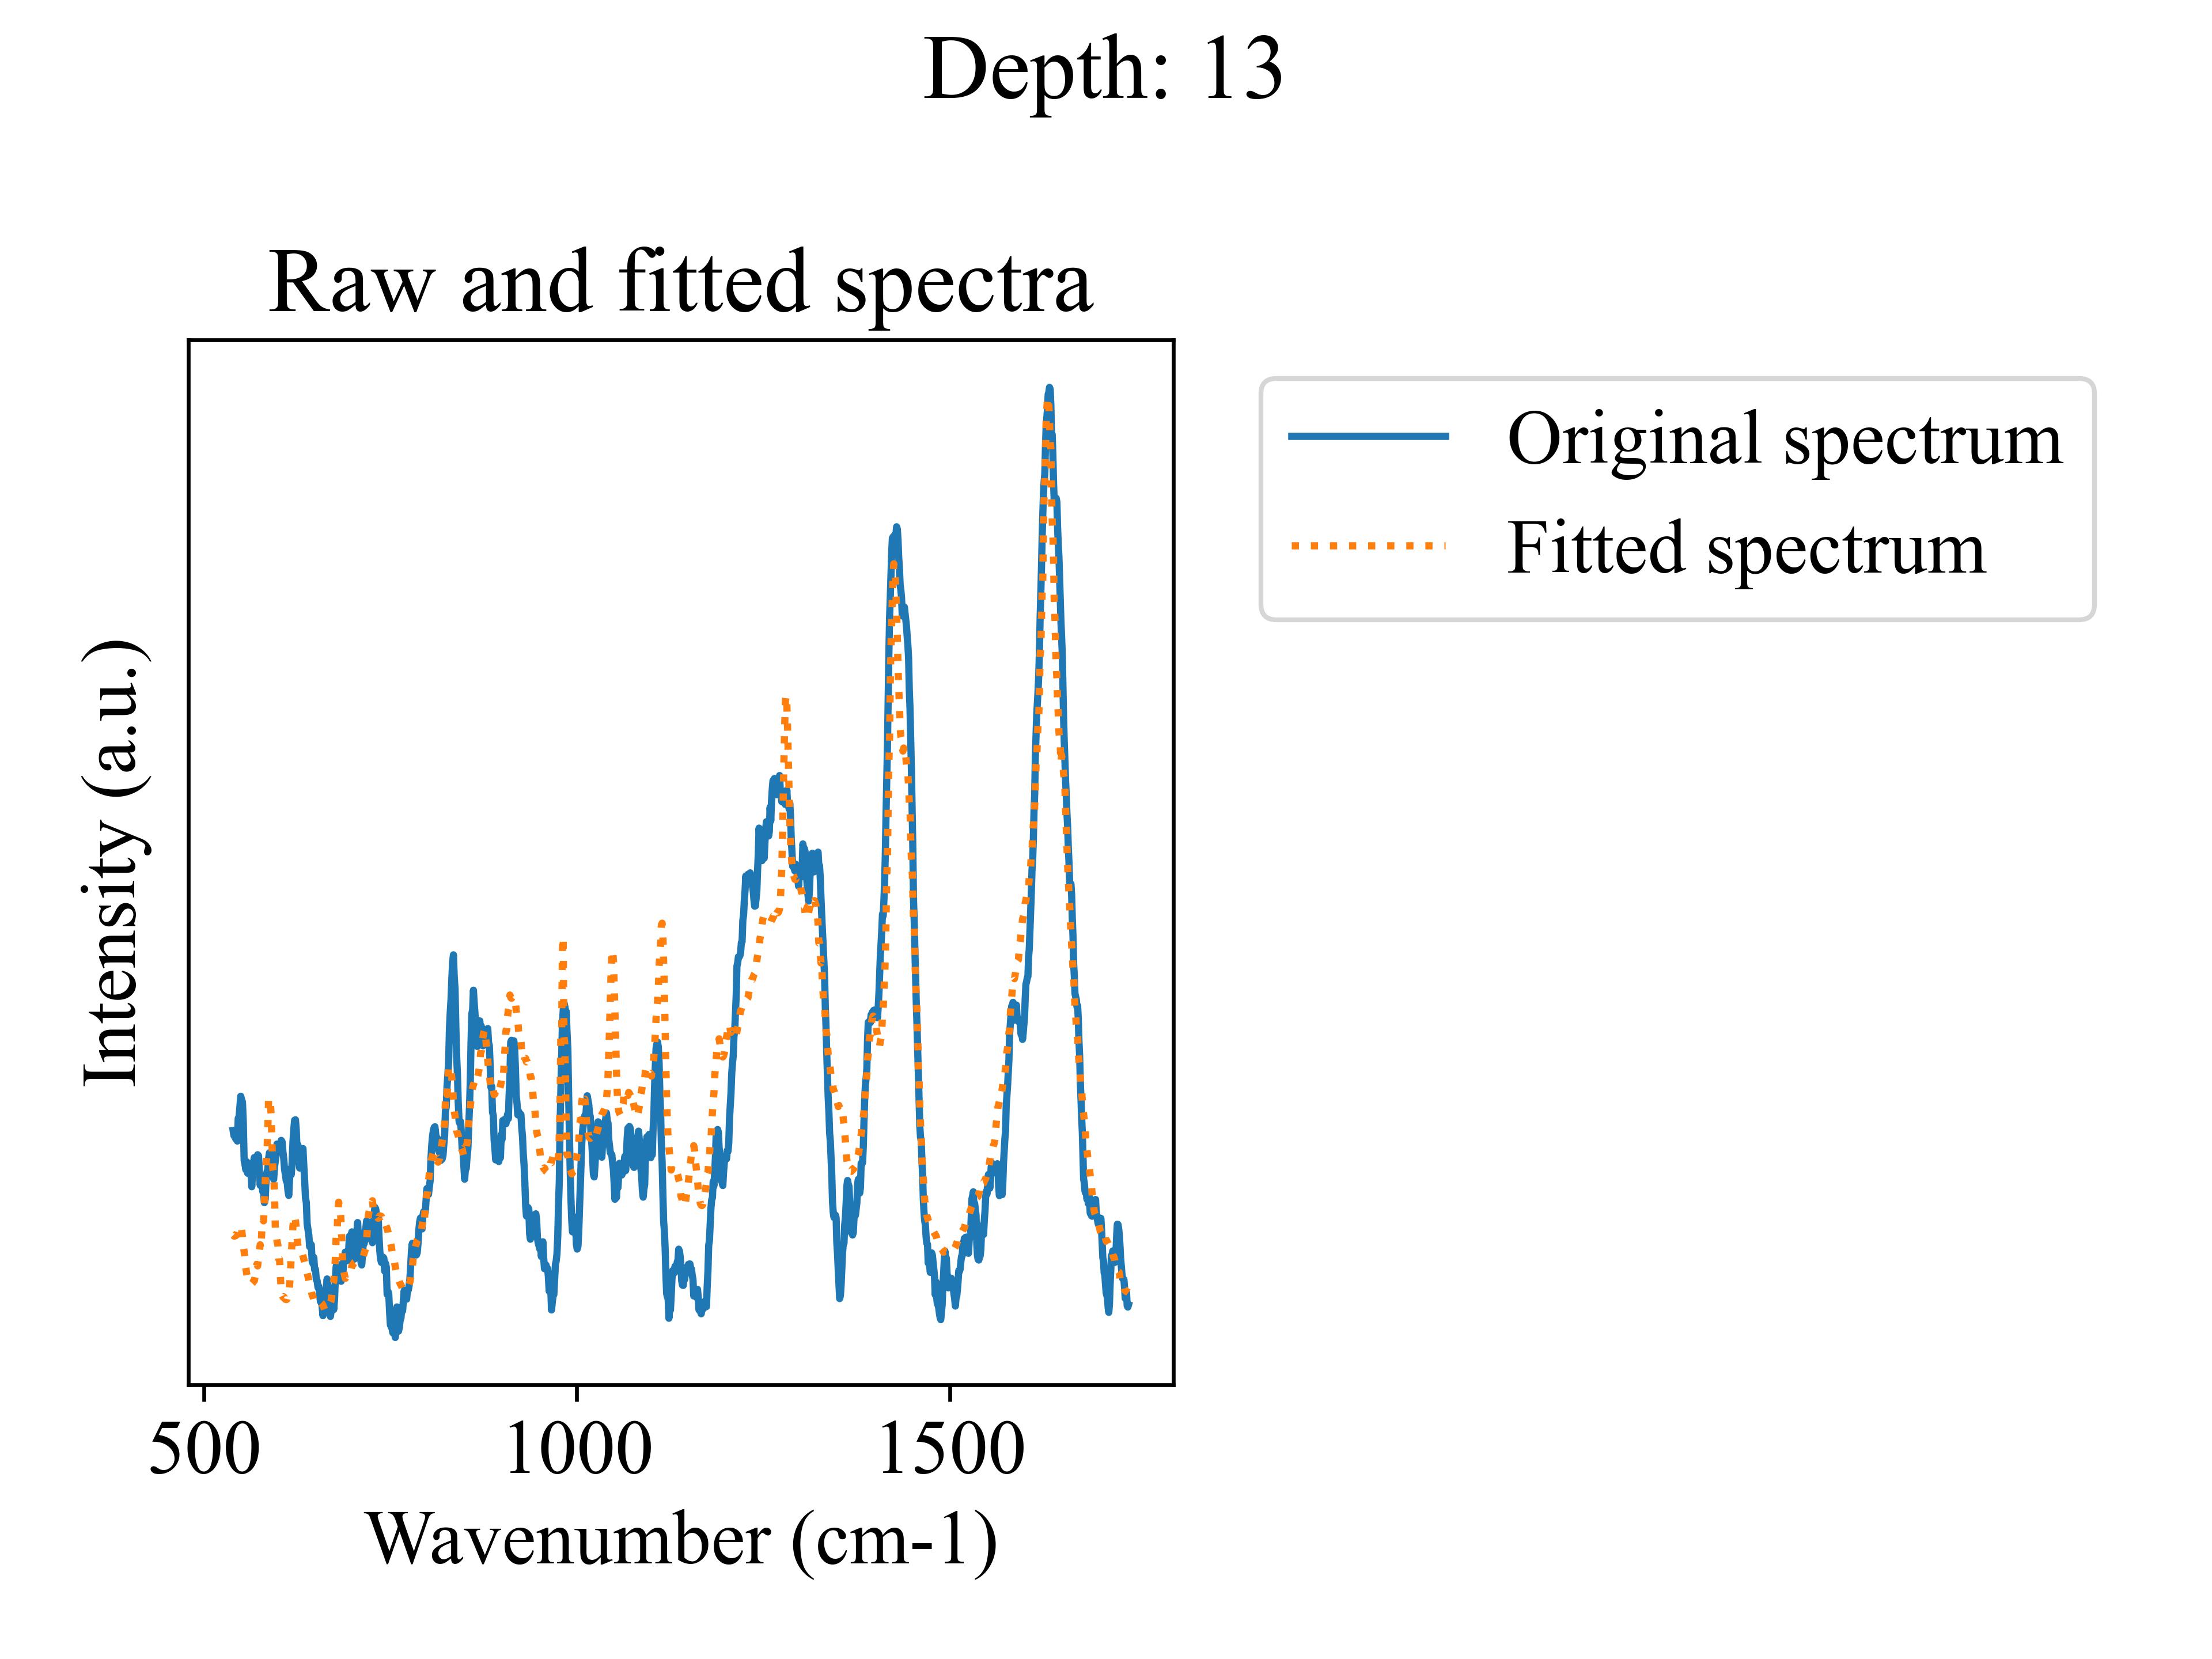 Depth: 13
Raw and fitted spectra
Original spectrum
Fitted spectrum
Intensity (a.u.)
500 1000 1500
Wavenumber (cm-1)